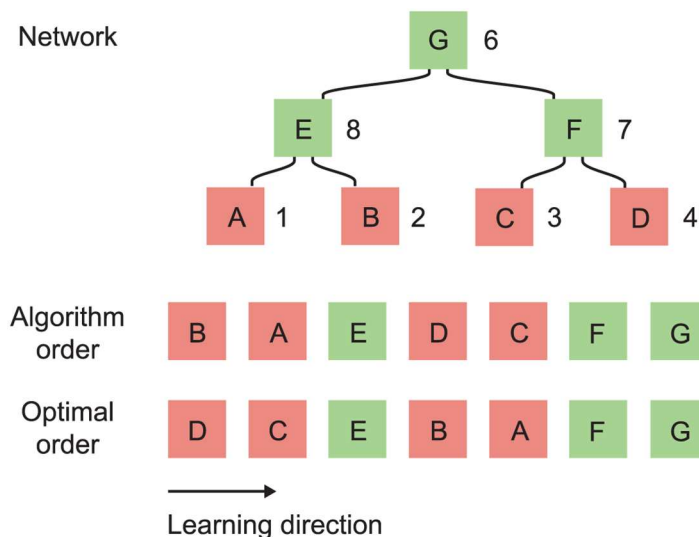 Network
G 6
E 8 F 7
A 1 B 2 C 3 D 4
Algorithm
order
B A E D C F G
Optimal
order
D C E B A F G
Learning direction